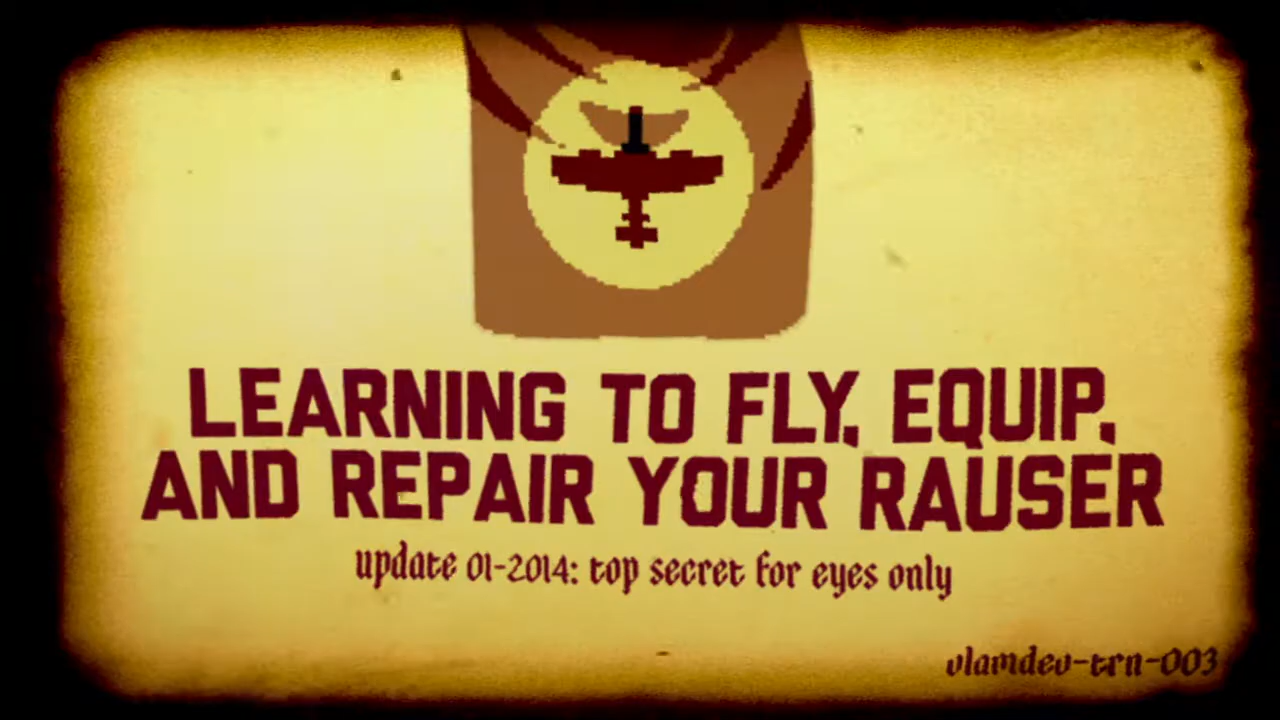 LEARNING TO FLY, EQUIP,
AND REPAIR YOUR RAUSER
update 01-2014: top secret for eyes only
vlamdev-trn-003